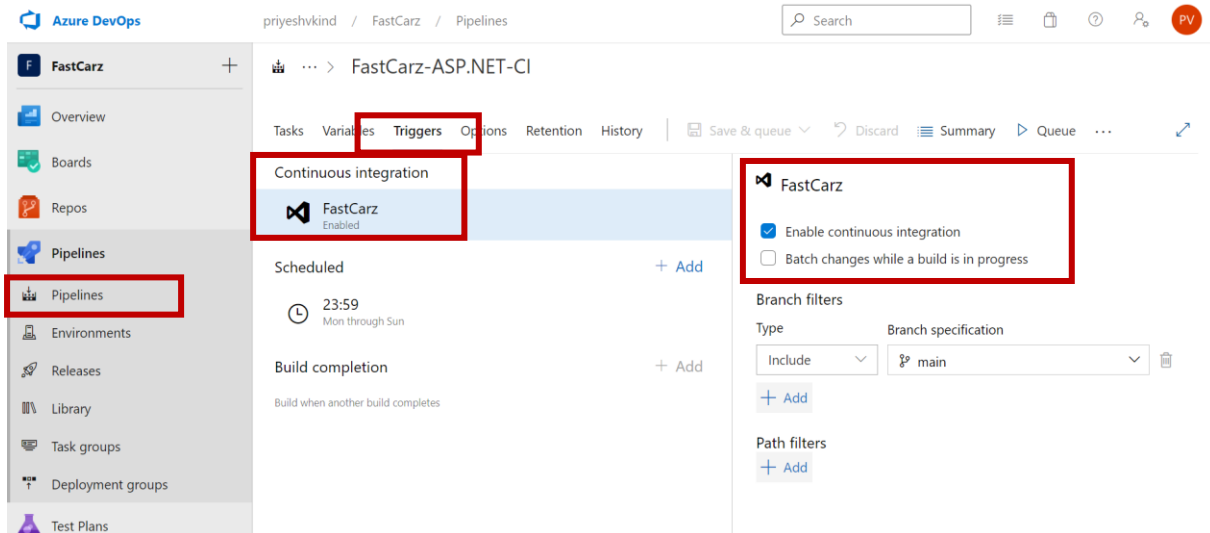 Azure DevOps
priyeshvkind / FastCarz / Pipelines
Search
PV
F FastCarz
Overview
Boards
Repos
Pipelines
Pipelines
Environments
Releases
Library
Task groups
Deployment groups
Test Plans
... > FastCarz-ASP.NET-CI
Tasks Variables Triggers Options Retention History Save & queue Discard Summary Queue ...
Continuous integration
FastCarz
Enabled
Scheduled + Add
23:59
Mon through Sun
Build completion + Add
Build when another build completes
FastCarz
Enable continuous integration
Batch changes while a build is in progress
Branch filters
Type Branch specification
Include main
+ Add
Path filters
+ Add